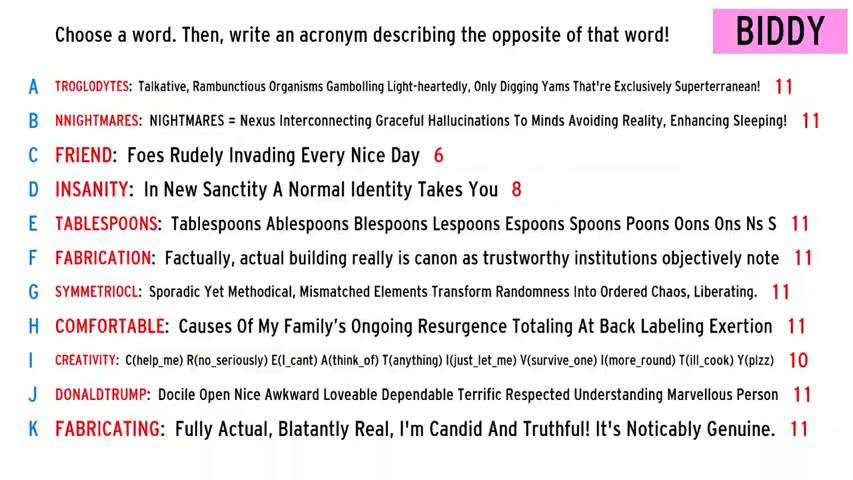 Choose a word. Then, write an acronym describing the opposite of that word!
BIDDY
A TROGLODYTES: Talkative, Rambunctious Organisms Gambolling Light-heartedly, Only Digging Yams That're Exclusively Superterranean! 11
B NNIGHTMARES: NIGHTMARES = Nexus Interconnecting Graceful Hallucinations To Minds Avoiding Reality, Enhancing Sleeping! 11
C FRIEND: Foes Rudely Invading Every Nice Day 6
D INSANITY: In New Sanctity A Normal Identity Takes You 8
E TABLESPOONS: Tablespoons Ablespoons Blespoons Lespoons Espoons Spoons Poons Oons Ons Ns S 11
F FABRICATION: Factually, actual building really is canon as trustworthy institutions objectively note 11
G SYMMETRIOCL: Sporadic Yet Methodical, Mismatched Elements Transform Randomness Into Ordered Chaos, Liberating. 11
H COMFORTABLE: Causes Of My Family's Ongoing Resurgence Totaling At Back Labeling Exertion 11
I CREATIVITY: C(help_me) R(no_seriously) E(I_cant) A(think_of) T(anything) I(just_let_me) V(survive_one) I(more_round) T(ill_cook) Y(plzz) 10
J DONALDTRUMP: Docile Open Nice Awkward Loveable Dependable Terrific Respected Understanding Marvellous Person 11
K FABRICATING: Fully Actual, Blatantly Real, I'm Candid And Truthful! It's Noticably Genuine. 11